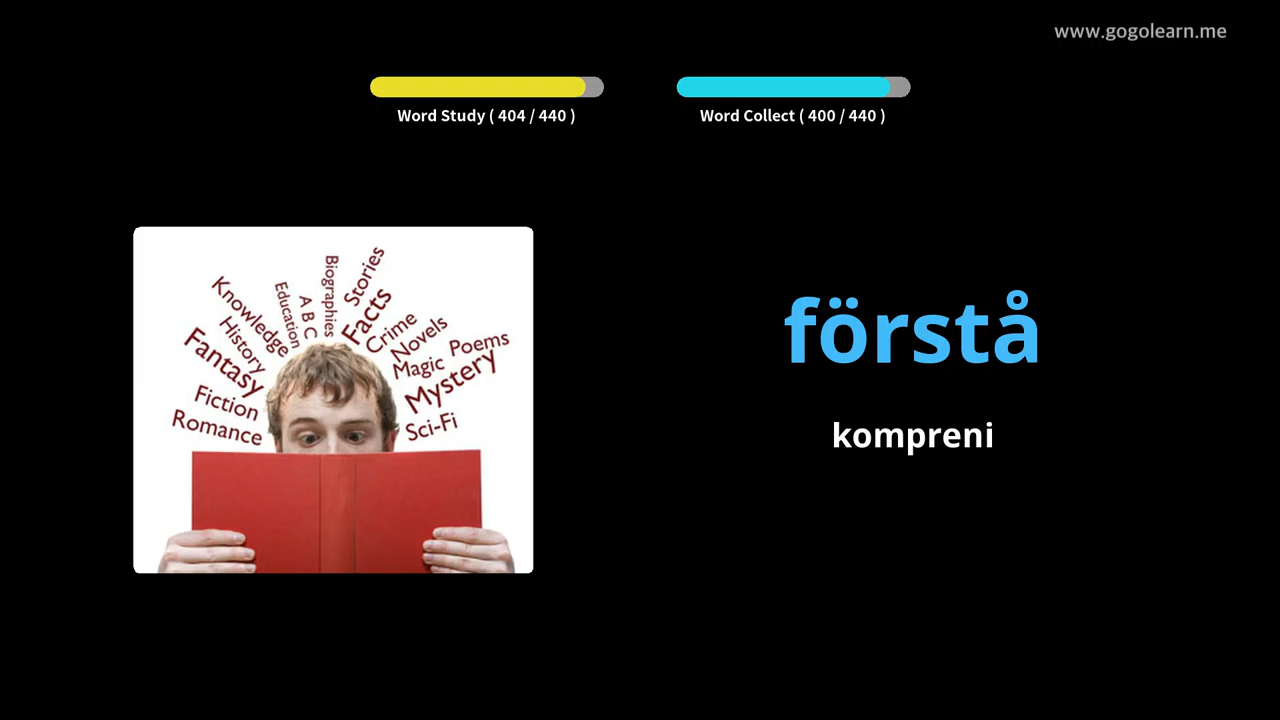 www.gogolearn.me
Word Study ( 404 / 440 )
Word Collect ( 400 / 440 )
Biographies
Stories
Knowledge
Education
A B C
Facts
History
Crime
Novels
Poems
Fantasy
Magic
Mystery
Fiction
Romance
Sci-Fi
förstå
kompreni